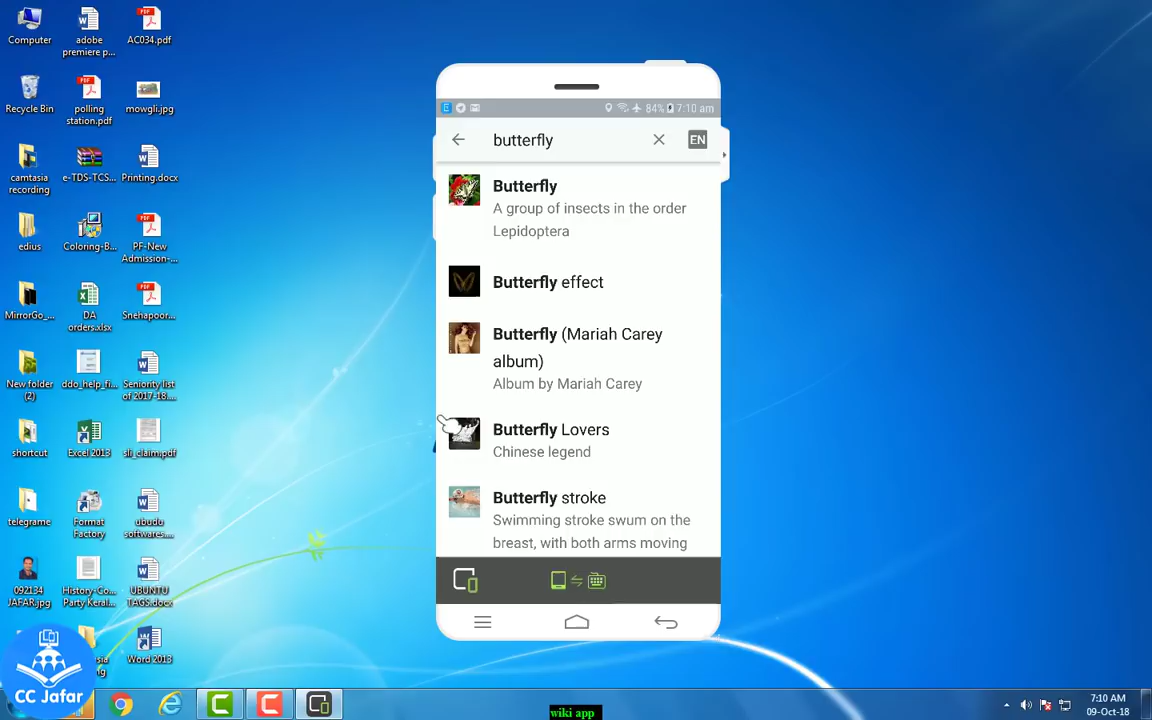 Computer
adobe
premiere p...
AC034.pdf
Recycle Bin
polling
station.pdf
mowgli.jpg
camtasia
recording
e-TDS-TCS...
Printing.docx
edius
Coloring-B...
PF-New
Admission-...
MirrorGo_...
DA
orders.xlsx
Snehapoor...
New folder
(2)
ddo_help_fi...
Seniority list
of 2017-18....
shortcut
Excel 2013
sli_claim.pdf
telegrame
Format
Factory
ubudu
softwares....
092134
JAFAR.jpg
History-Co...
Party Keral...
UBUNTU
TAGS.docx
Word 2013
CC Jafar
84% 7:10 am
butterfly
EN
Butterfly
A group of insects in the order
Lepidoptera
Butterfly effect
Butterfly (Mariah Carey
album)
Album by Mariah Carey
Butterfly Lovers
Chinese legend
Butterfly stroke
Swimming stroke swum on the
breast, with both arms moving
wiki app
7:10 AM
09-Oct-18